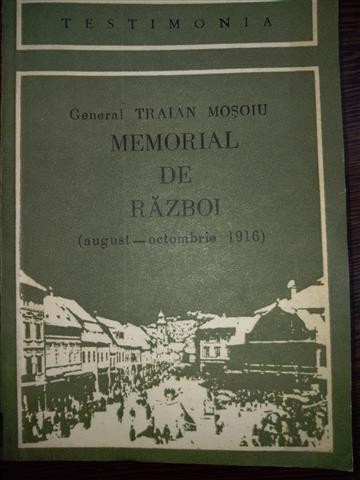 TESTIMONIA
General TRAIAN MOȘOIU
MEMORIAL
DE
RĂZBOI
(august—octombrie 1916)